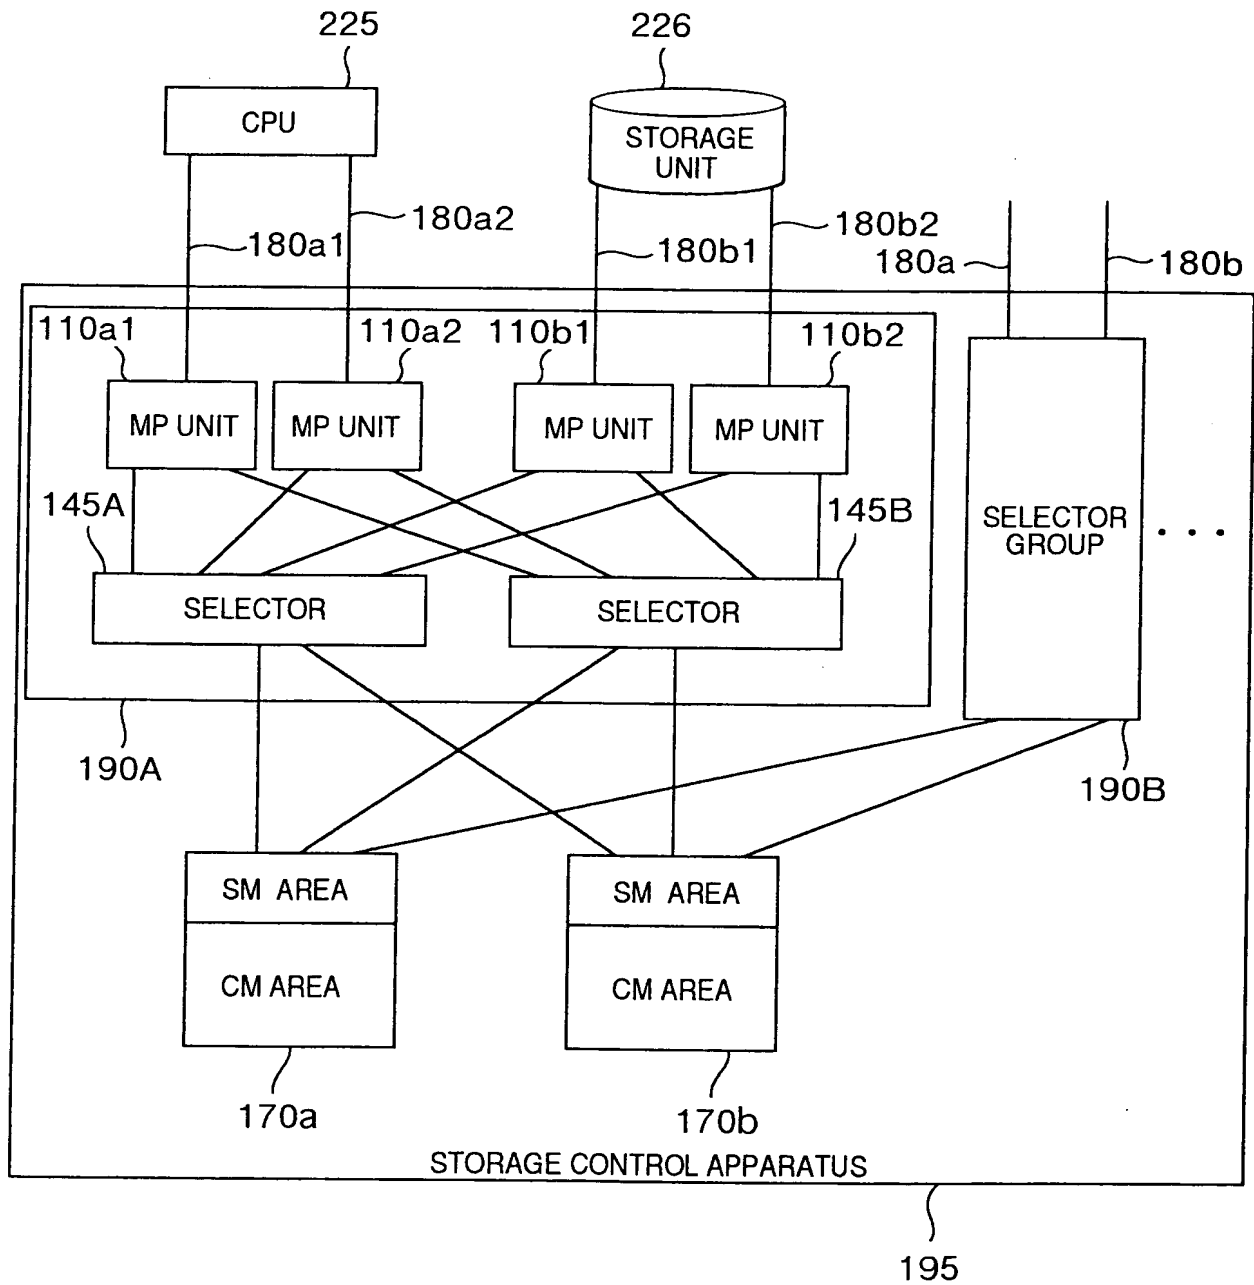 225
226
CPU
STORAGE
UNIT
180a1
180a2
180b1
180b2
180a
180b
110a1
110a2
110b1
110b2
MP UNIT
MP UNIT
MP UNIT
MP UNIT
145A
145B
SELECTOR
GROUP
. . .
SELECTOR
SELECTOR
190A
190B
SM AREA
SM AREA
CM AREA
CM AREA
170a
170b
STORAGE CONTROL APPARATUS
195